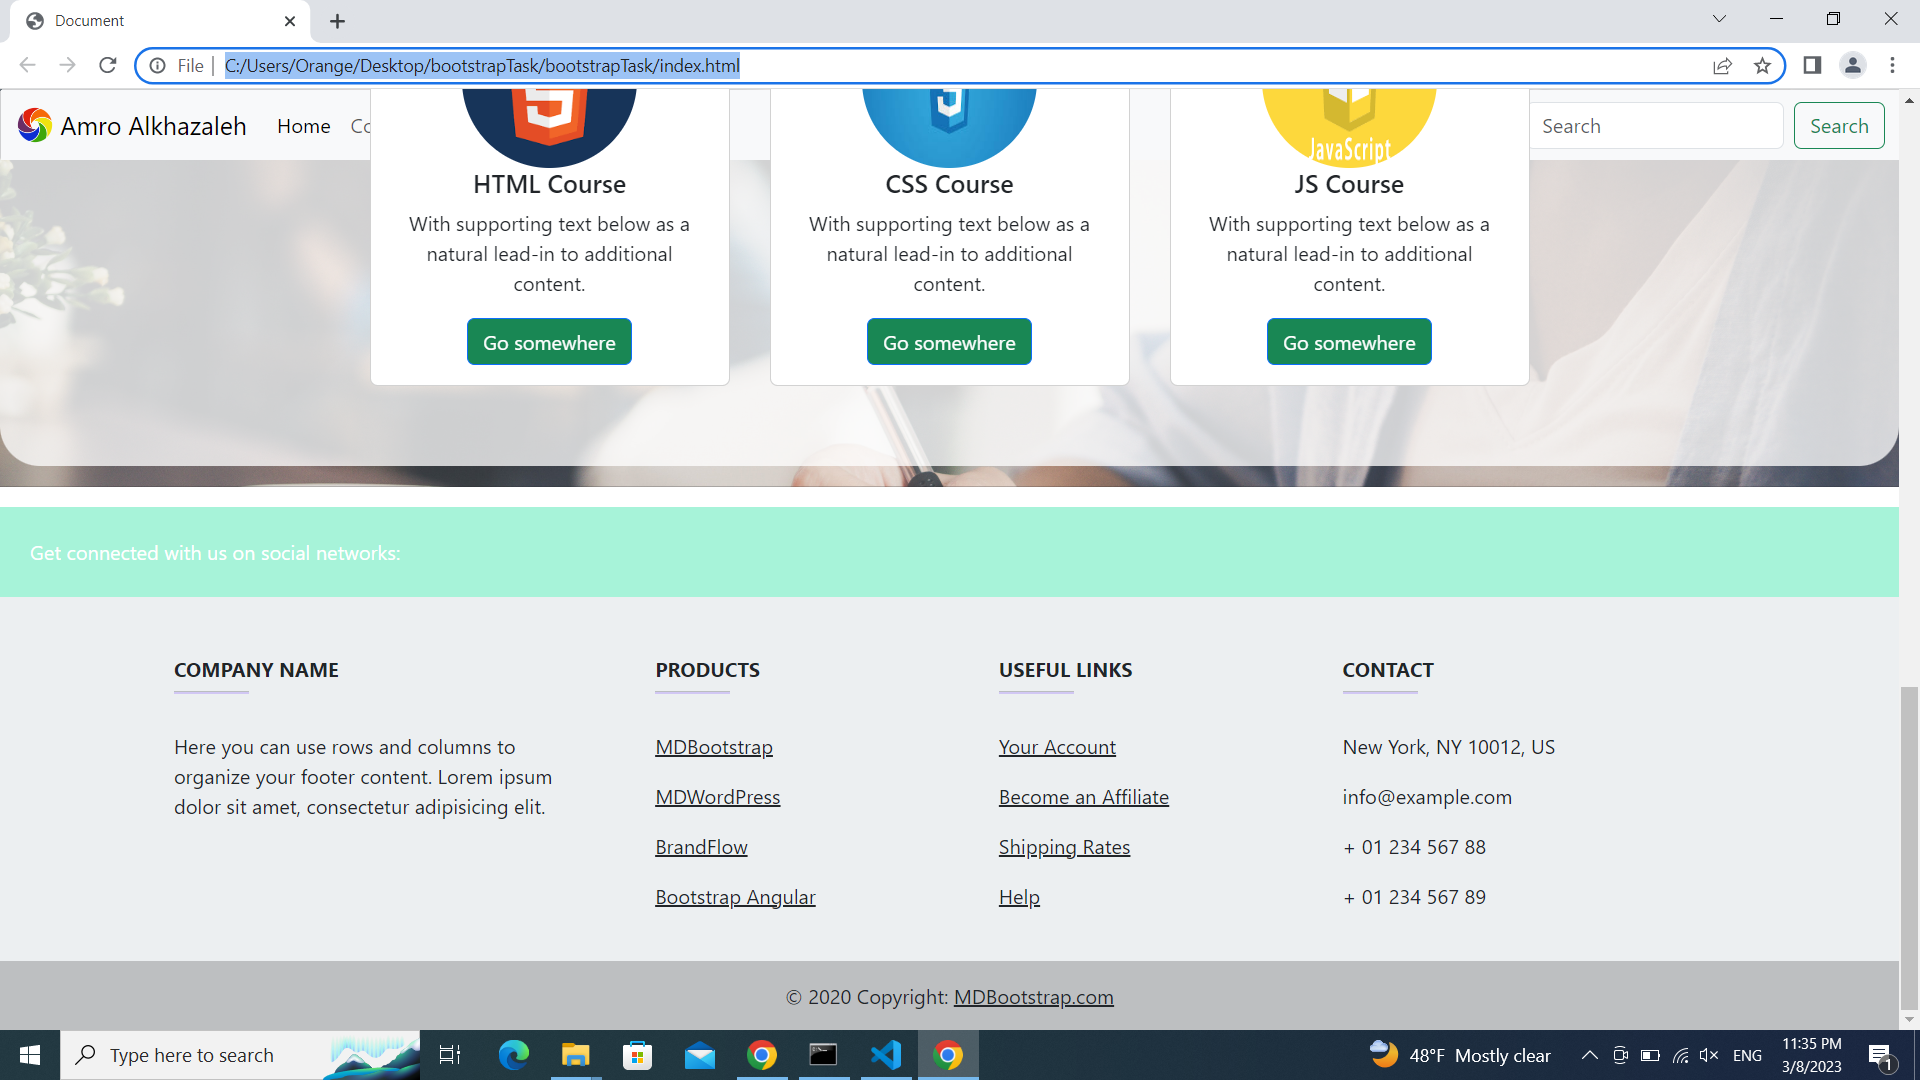 Document
File
C:/Users/Orange/Desktop/bootstrapTask/bootstrapTask/index.html
Amro Alkhazaleh
Home
Co
Search
Search
JavaScript
HTML Course
With supporting text below as a
natural lead-in to additional
content.
Go somewhere
CSS Course
With supporting text below as a
natural lead-in to additional
content.
Go somewhere
JS Course
With supporting text below as a
natural lead-in to additional
content.
Go somewhere
Get connected with us on social networks:
COMPANY NAME
Here you can use rows and columns to
organize your footer content. Lorem ipsum
dolor sit amet, consectetur adipisicing elit.
PRODUCTS
MDBootstrap
MDWordPress
BrandFlow
Bootstrap Angular
USEFUL LINKS
Your Account
Become an Affiliate
Shipping Rates
Help
CONTACT
New York, NY 10012, US
info@example.com
+ 01 234 567 88
+ 01 234 567 89
© 2020 Copyright: MDBootstrap.com
Type here to search
48°F Mostly clear
ENG
11:35 PM
3/8/2023
1